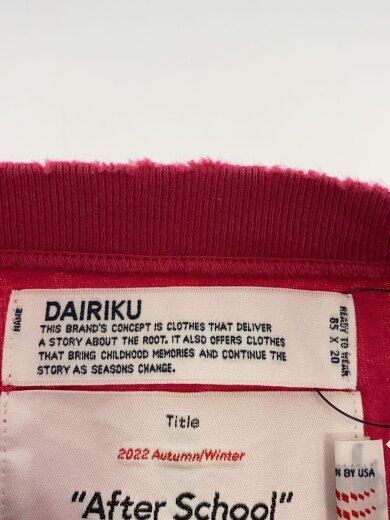 NAME
DAIRIKU
THIS BRAND'S CONCEPT IS CLOTHES THAT DELIVER
A STORY ABOUT THE ROOT. IT ALSO OFFERS CLOTHES
THAT BRING CHILDHOOD MEMORIES AND CONTINUE THE
STORY AS SEASONS CHANGE.
READY TO WEAR
85 X 20
Title
2022 Autumn/Winter
"After School"
N BY USA